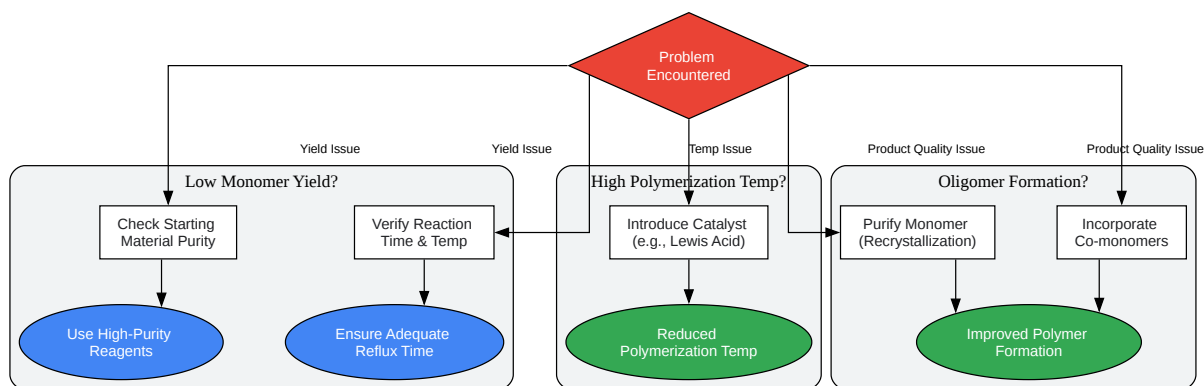 Problem
Encountered
Yield Issue
Yield Issue
Temp Issue
Product Quality Issue
Product Quality Issue
Low Monomer Yield?
High Polymerization Temp?
Oligomer Formation?
Check Starting
Material Purity
Verify Reaction
Time & Temp
Introduce Catalyst
(e.g., Lewis Acid)
Purify Monomer
(Recrystallization)
Incorporate
Co-monomers
Use High-Purity
Reagents
Ensure Adequate
Reflux Time
Reduced
Polymerization Temp
Improved Polymer
Formation